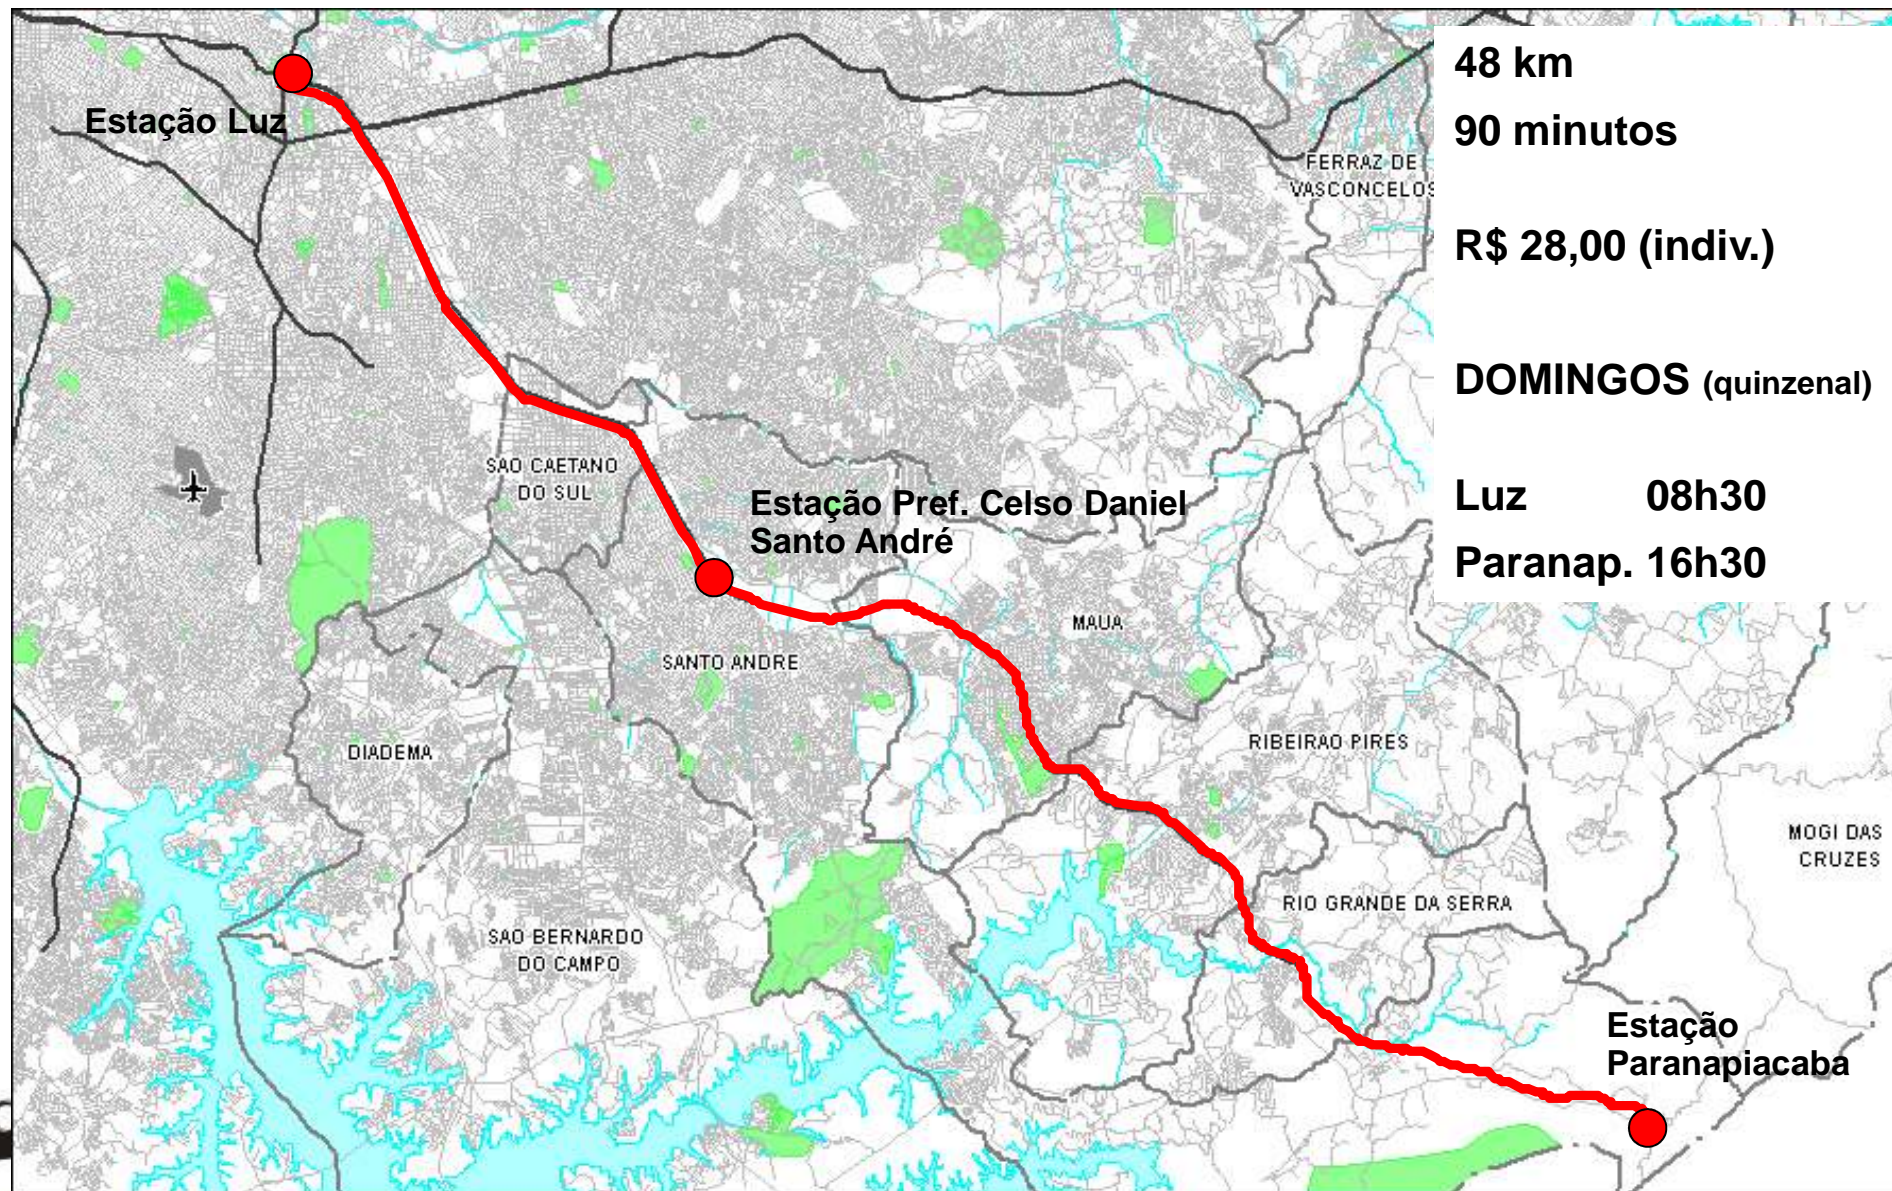 48 km
90 minutos
R$ 28,00 (indiv.)
DOMINGOS (quinzenal)
Luz 08h30
Paranap. 16h30
Estação Luz
FERRAZ DE
VASCONCELOS
SAO CAETANO
DO SUL
Estação Pref. Celso Daniel
Santo André
MAUA
SANTO ANDRE
DIADEMA
RIBEIRAO PIRES
MOGI DAS
CRUZES
RIO GRANDE DA SERRA
SAO BERNARDO
DO CAMPO
Estação
Paranapiacaba